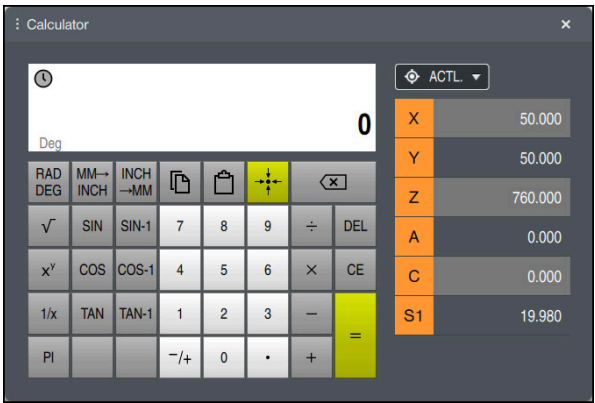 Calculator
×
0
Deg
RAD DEG
MM→ INCH
INCH →MM
√ SIN SIN-1 7 8 9 ÷ DEL
xʸ COS COS-1 4 5 6 × CE
1/x TAN TAN-1 1 2 3 − =
PI −/+ 0 • +
ACTL.
X 50.000
Y 50.000
Z 760.000
A 0.000
C 0.000
S1 19.980